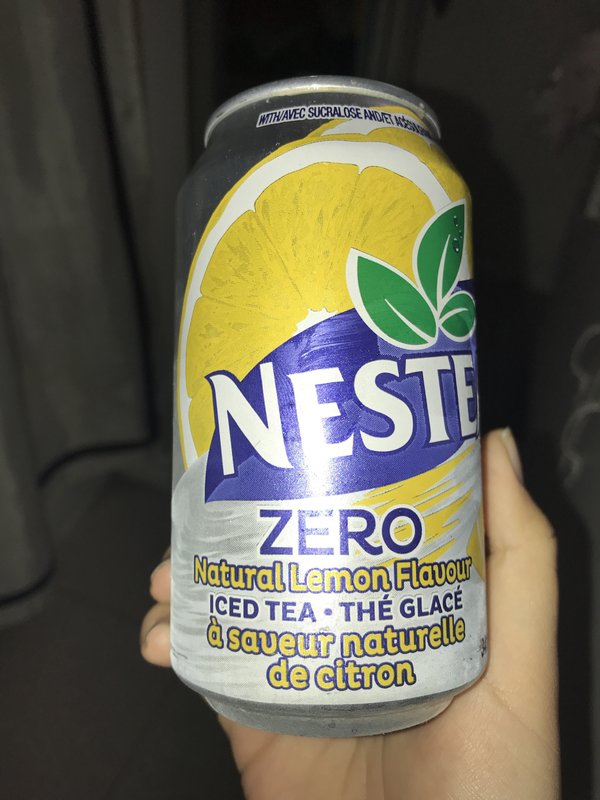 WITH/AVEC SUCRALOSE AND/ET
NESTE
ZERO
Natural Lemon Flavour
ICED TEA • THÉ GLACÉ
à saveur naturelle
de citron